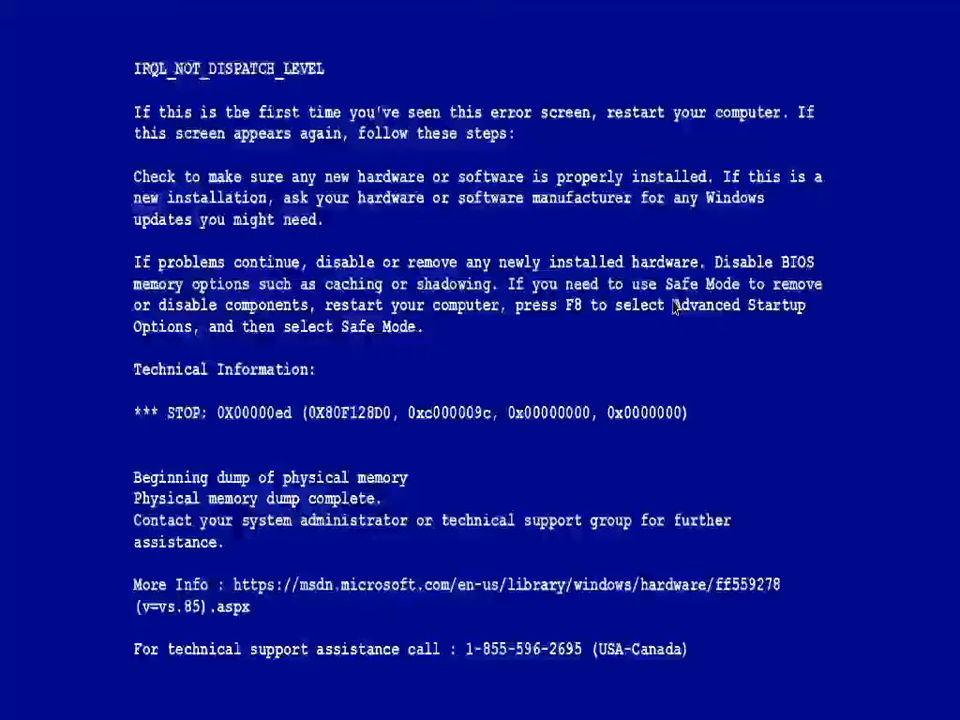 IRQL_NOT_DISPATCH_LEVEL
If this is the first time you've seen this error screen, restart your computer. If
this screen appears again, follow these steps:
Check to make sure any new hardware or software is properly installed. If this is a
new installation, ask your hardware or software manufacturer for any Windows
updates you might need.
If problems continue, disable or remove any newly installed hardware. Disable BIOS
memory options such as caching or shadowing. If you need to use Safe Mode to remove
or disable components, restart your computer, press F8 to select Advanced Startup
Options, and then select Safe Mode.
Technical Information:
*** STOP: 0X00000ed (0X80F128D0, 0xc000009c, 0x00000000, 0x0000000)
Beginning dump of physical memory
Physical memory dump complete.
Contact your system administrator or technical support group for further
assistance.
More Info : https://msdn.microsoft.com/en-us/library/windows/hardware/ff559278
(v=vs.85).aspx
For technical support assistance call : 1-855-596-2695 (USA-Canada)